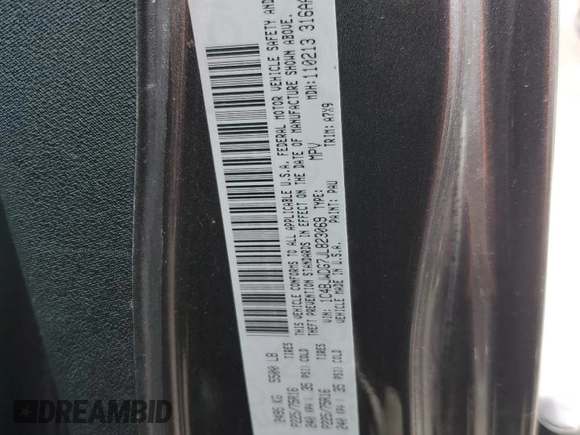 THIS VEHICLE CONFORMS TO ALL APPLICABLE U.S.A. FEDERAL MOTOR VEHICLE SAFETY AND
THEFT PREVENTION STANDARDS IN EFFECT ON THE DATE OF MANUFACTURE SHOWN ABOVE.
VIN: 1C4BJWDG7JL823069 TYPE: MPV MDH: 110213 316AA
VEHICLE MADE IN U.S.A. PAINT: PAU TRIM: A7X9
2495 KG 5500 LB
P225/75R16 TIRES
240 KPA ( 35 PSI) COLD
P225/75R16 TIRES
240 KPA ( 35 PSI) COLD
DREAMBID